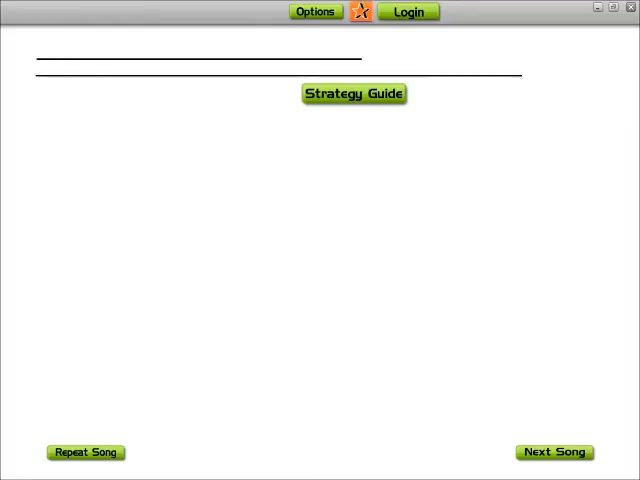 Options
Login
Strategy Guide
Repeat Song
Next Song